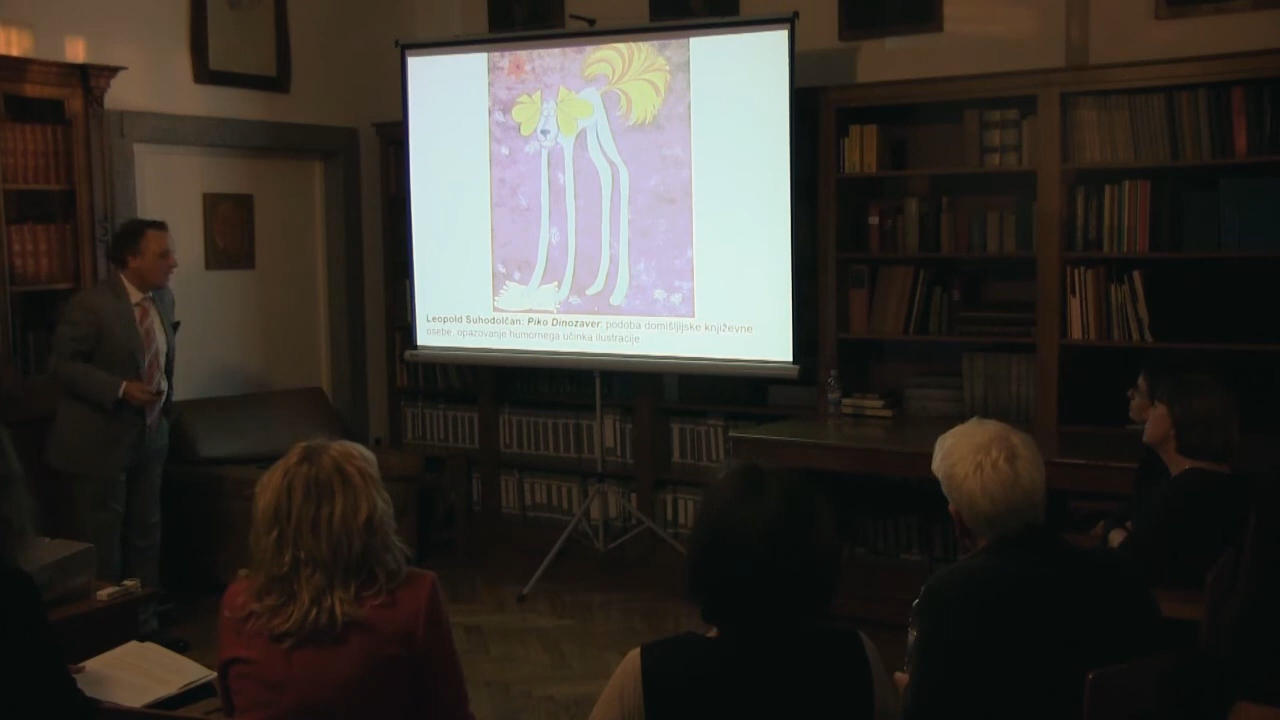 Leopold Suhodolčan: Piko Dinozaver: podoba domišljijske književne
osebe, opazovanje humornega učinka ilustracije